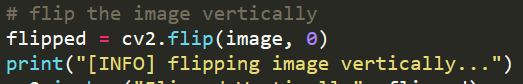 # flip the image vertically
flipped = cv2.flip(image, 0)
print("[INFO] flipping image vertically...")